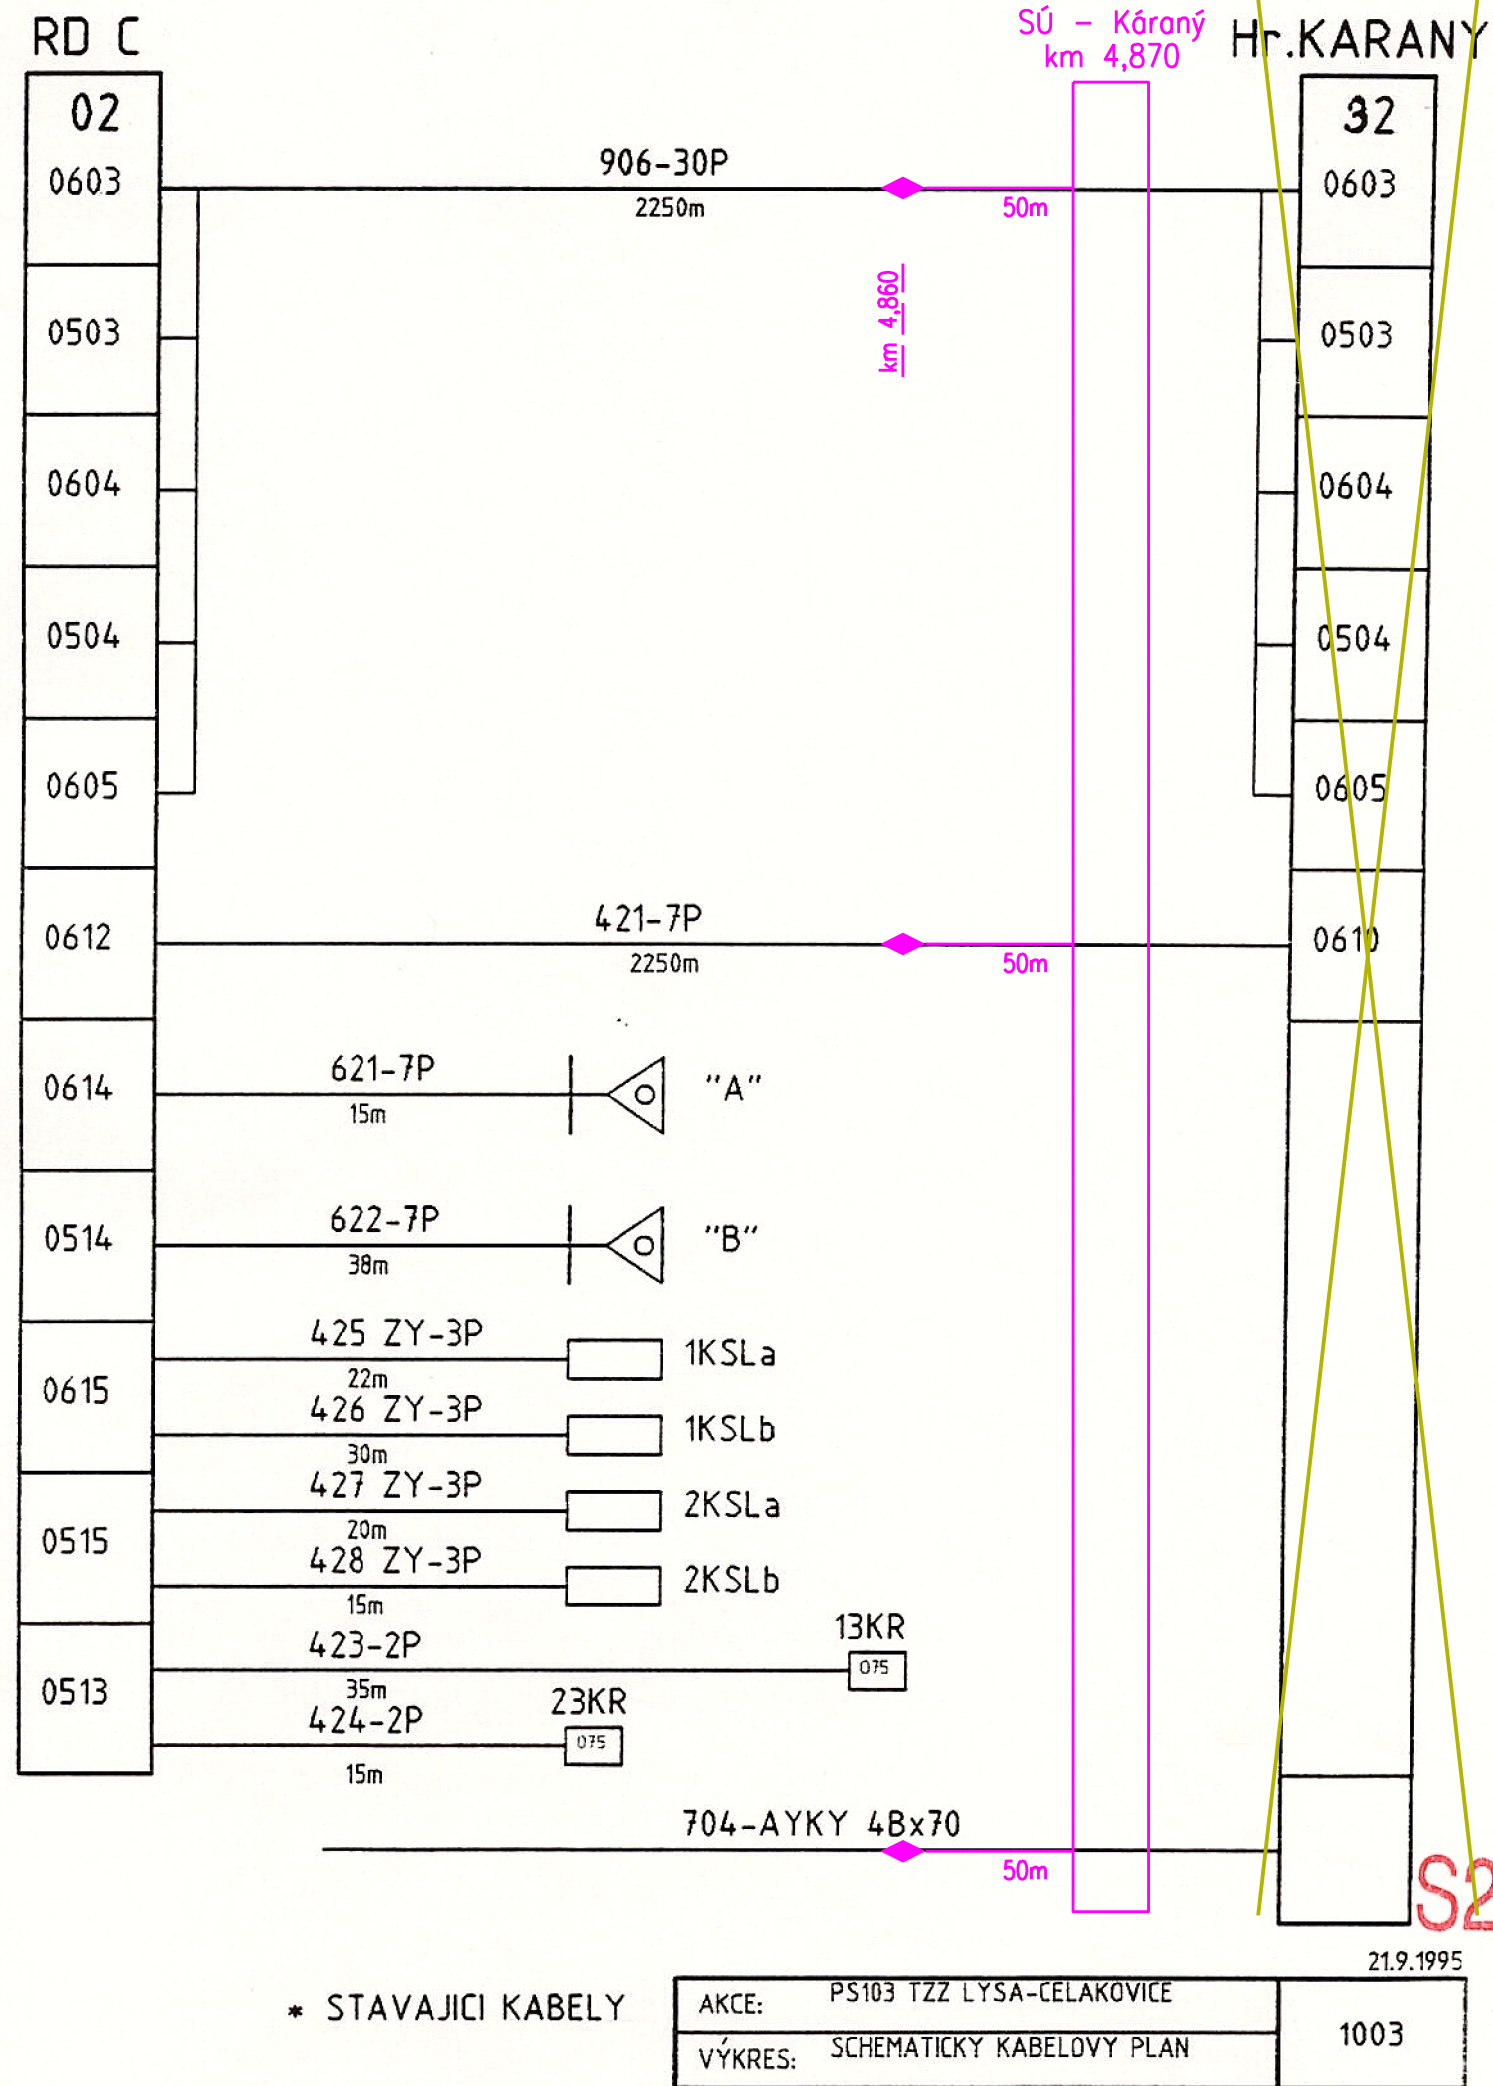 RD C
SÚ - Káraný
km 4,870
Hr.KARANY
02
32
0603
906-30P
2250m
50m
0603
km 4,860
0503
0503
0604
0604
0504
0504
0605
0605
0612
421-7P
2250m
50m
0610
0614
621-7P
15m
"A"
0514
622-7P
38m
"B"
0615
425 ZY-3P
22m
1KSLa
426 ZY-3P
30m
1KSLb
0515
427 ZY-3P
20m
2KSLa
428 ZY-3P
15m
2KSLb
0513
423-2P
35m
13KR
075
424-2P
15m
23KR
075
704-AYKY 4Bx70
50m
S2
21.9.1995
* STAVAJICI KABELY
AKCE: PS103 TZZ LYSA-CELAKOVICE
1003
VÝKRES: SCHEMATICKY KABELOVY PLAN